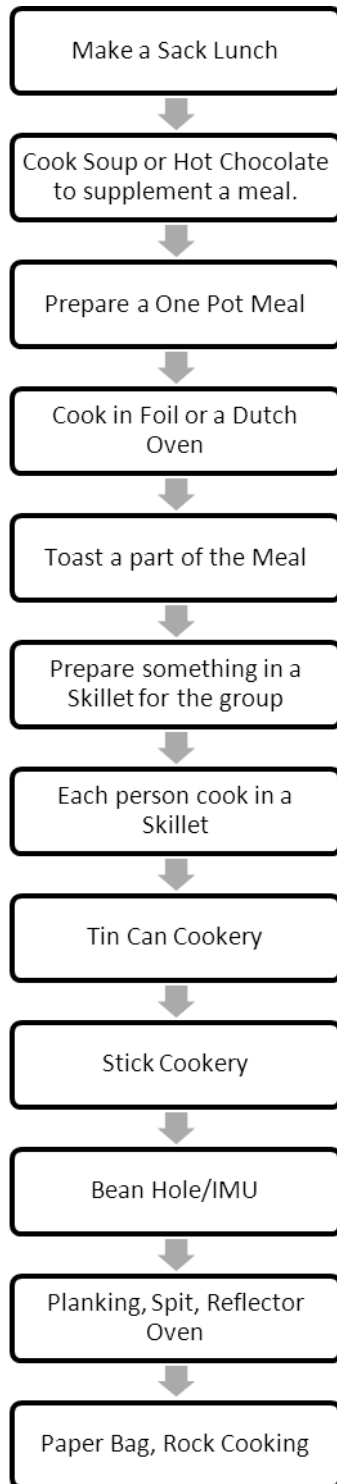 Make a Sack Lunch
Cook Soup or Hot Chocolate
to supplement a meal.
Prepare a One Pot Meal
Cook in Foil or a Dutch
Oven
Toast a part of the Meal
Prepare something in a
Skillet for the group
Each person cook in a
Skillet
Tin Can Cookery
Stick Cookery
Bean Hole/IMU
Planking, Spit, Reflector
Oven
Paper Bag, Rock Cooking